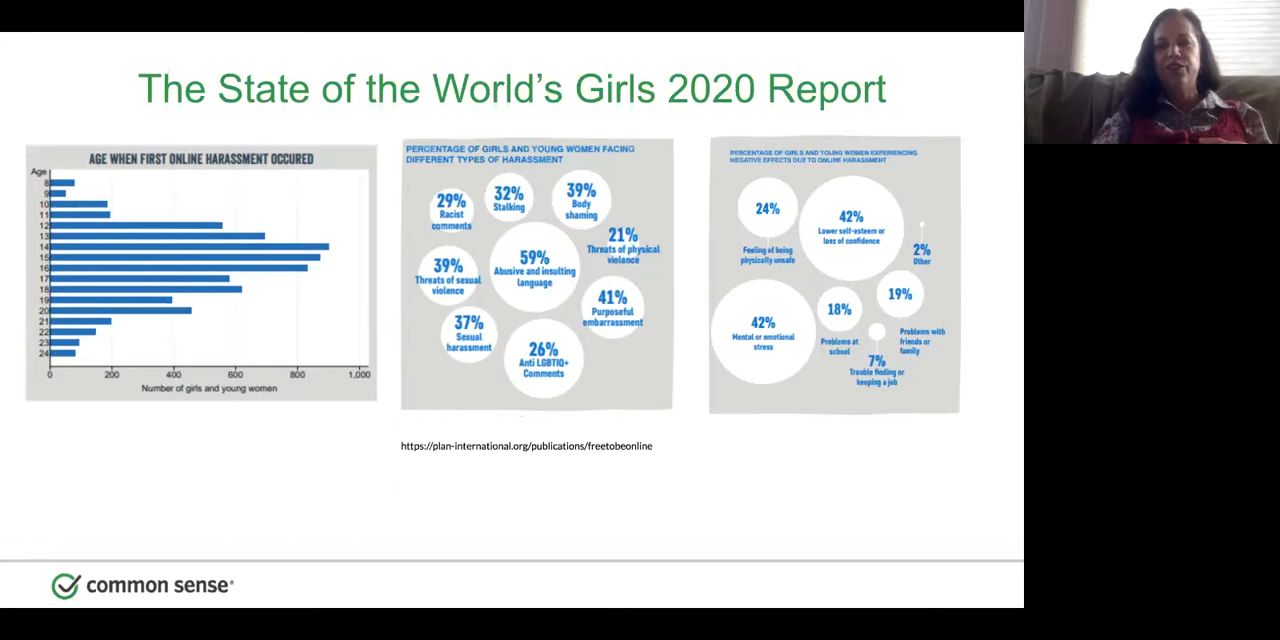 The State of the World's Girls 2020 Report
AGE WHEN FIRST ONLINE HARASSMENT OCCURED
Age
8
9
10
11
12
13
14
15
16
17
18
19
20
21
22
23
24
0 200 400 600 800 1,000
Number of girls and young women
PERCENTAGE OF GIRLS AND YOUNG WOMEN FACING
DIFFERENT TYPES OF HARASSMENT
29%
Racist
comments
32%
Stalking
39%
Body
shaming
21%
Threats of physical
violence
39%
Threats of sexual
violence
59%
Abusive and insulting
language
41%
Purposeful
embarrassment
37%
Sexual
harassment
26%
Anti LGBTIQ+
Comments
PERCENTAGE OF GIRLS AND YOUNG WOMEN EXPERIENCING
NEGATIVE EFFECTS DUE TO ONLINE HARASSMENT
24%
Feeling of being
physically unsafe
42%
Lower self-esteem or
loss of confidence
2%
Other
42%
Mental or emotional
stress
18%
Problems at
school
19%
Problems with
friends or
family
7%
Trouble finding or
keeping a job
https://plan-international.org/publications/freetobeonline
common sense®